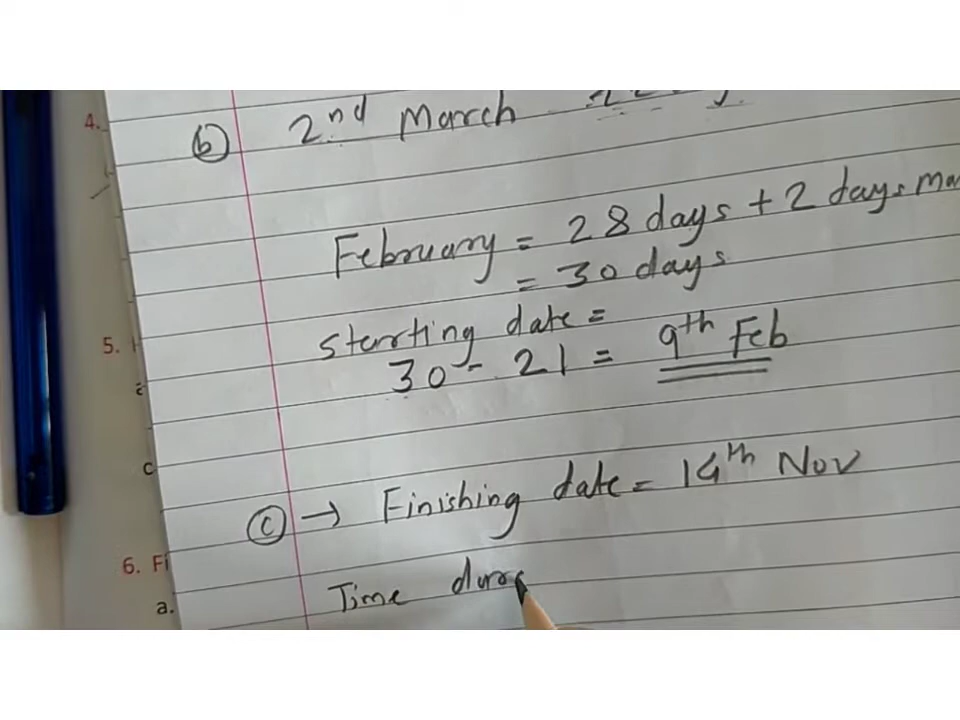 4.
(b) 2nd March
February = 28 days + 2 days
= 30 days
starting date =
30 - 21 = 9th Feb
5.
c
(c) → Finishing date = 14th Nov
6. Fi
a.
Time dura